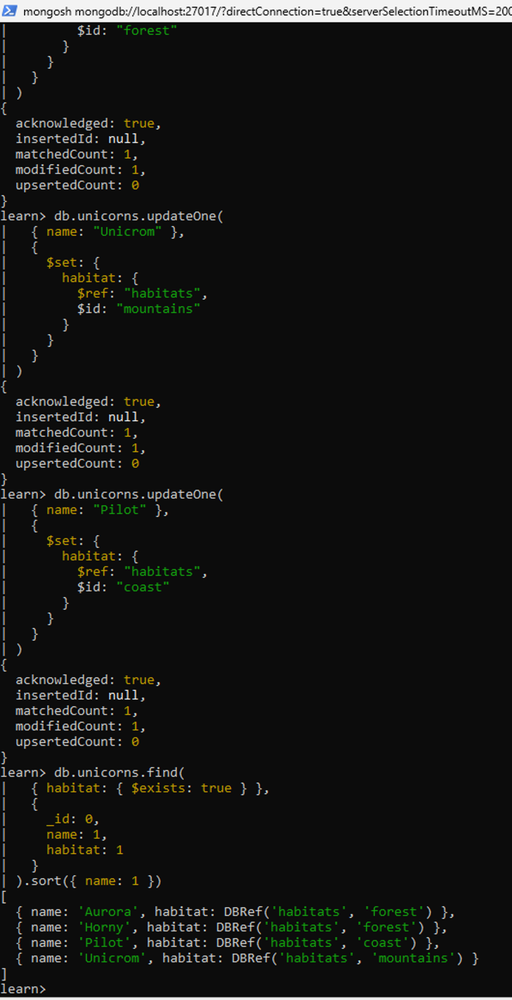 mongosh mongodb://localhost:27017/?directConnection=true&serverSelectionTimeoutMS=200
|         $id: "forest"
|       }
|     }
|   }
| )
{
  acknowledged: true,
  insertedId: null,
  matchedCount: 1,
  modifiedCount: 1,
  upsertedCount: 0
}
learn> db.unicorns.updateOne(
|   { name: "Unicrom" },
|   {
|     $set: {
|       habitat: {
|         $ref: "habitats",
|         $id: "mountains"
|       }
|     }
|   }
| )
{
  acknowledged: true,
  insertedId: null,
  matchedCount: 1,
  modifiedCount: 1,
  upsertedCount: 0
}
learn> db.unicorns.updateOne(
|   { name: "Pilot" },
|   {
|     $set: {
|       habitat: {
|         $ref: "habitats",
|         $id: "coast"
|       }
|     }
|   }
| )
{
  acknowledged: true,
  insertedId: null,
  matchedCount: 1,
  modifiedCount: 1,
  upsertedCount: 0
}
learn> db.unicorns.find(
|   { habitat: { $exists: true } },
|   {
|     _id: 0,
|     name: 1,
|     habitat: 1
|   }
| ).sort({ name: 1 })
[
  { name: 'Aurora', habitat: DBRef('habitats', 'forest') },
  { name: 'Horny', habitat: DBRef('habitats', 'forest') },
  { name: 'Pilot', habitat: DBRef('habitats', 'coast') },
  { name: 'Unicrom', habitat: DBRef('habitats', 'mountains') }
]
learn>